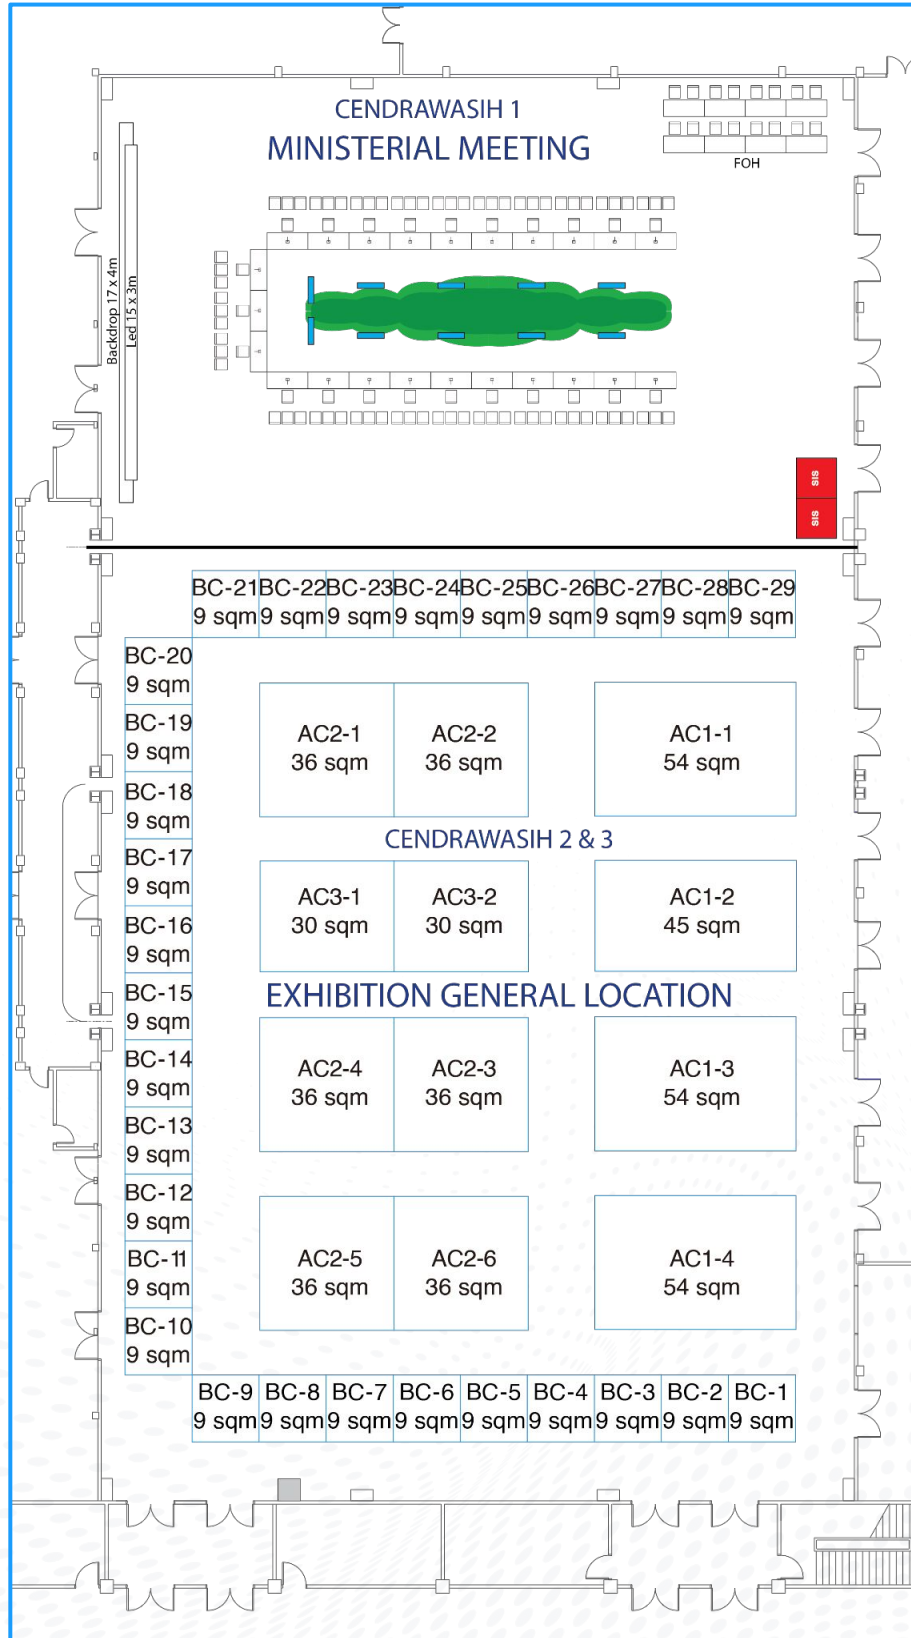 CENDRAWASIH 1
MINISTERIAL MEETING
FOH
Backdrop 17 x 4m
Led 15 x 3m
SIS
SIS
BC-21 BC-22 BC-23 BC-24 BC-25 BC-26 BC-27 BC-28 BC-29
9 sqm 9 sqm 9 sqm 9 sqm 9 sqm 9 sqm 9 sqm 9 sqm 9 sqm
BC-20
9 sqm
BC-19
9 sqm
BC-18
9 sqm
BC-17
9 sqm
BC-16
9 sqm
BC-15
9 sqm
BC-14
9 sqm
BC-13
9 sqm
BC-12
9 sqm
BC-11
9 sqm
BC-10
9 sqm
AC2-1 AC2-2 AC1-1
36 sqm 36 sqm 54 sqm
CENDRAWASIH 2 & 3
AC3-1 AC3-2 AC1-2
30 sqm 30 sqm 45 sqm
EXHIBITION GENERAL LOCATION
AC2-4 AC2-3 AC1-3
36 sqm 36 sqm 54 sqm
AC2-5 AC2-6 AC1-4
36 sqm 36 sqm 54 sqm
BC-9 BC-8 BC-7 BC-6 BC-5 BC-4 BC-3 BC-2 BC-1
9 sqm 9 sqm 9 sqm 9 sqm 9 sqm 9 sqm 9 sqm 9 sqm 9 sqm